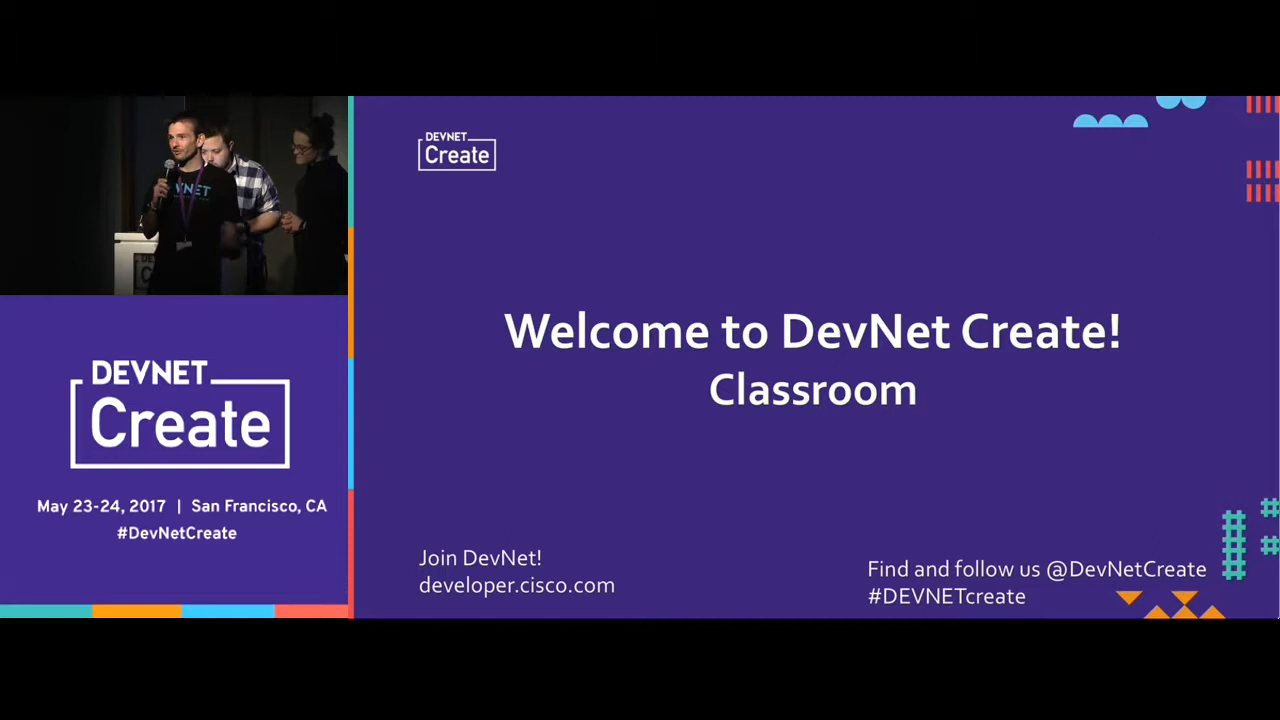 VNET
DEVNET
Create
May 23-24, 2017 | San Francisco, CA
#DevNetCreate
DEVNET
Create
Welcome to DevNet Create!
Classroom
Join DevNet!
developer.cisco.com
Find and follow us @DevNetCreate
#DEVNETcreate